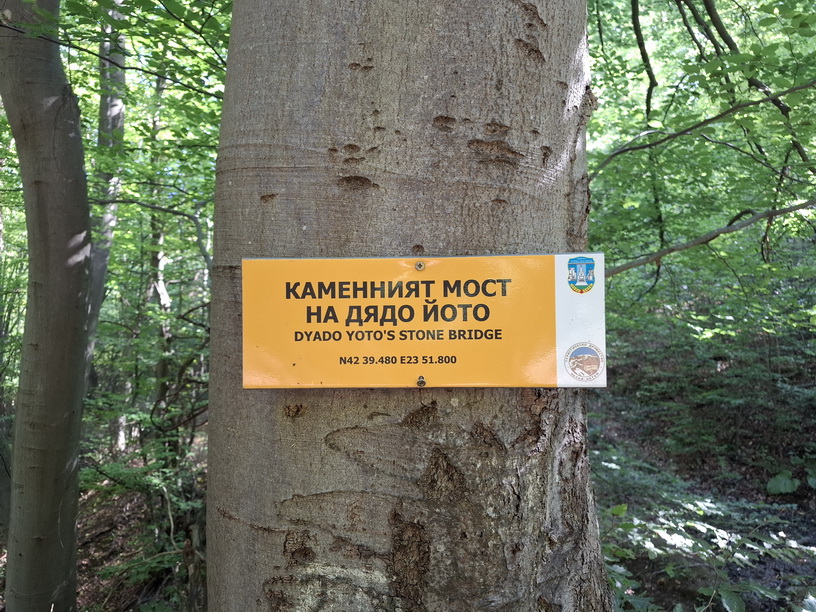 КАМЕННИЯТ МОСТ
НА ДЯДО ЙОТО
DYADO YOTO'S STONE BRIDGE
N42 39.480 E23 51.800